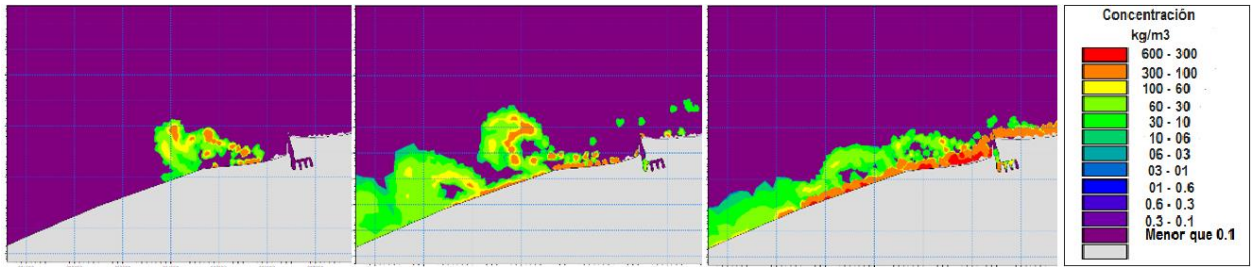 Concentración
kg/m3
600 - 300
300 - 100
100 - 60
60 - 30
30 - 10
10 - 06
06 - 03
03 - 01
01 - 0.6
0.6 - 0.3
0.3 - 0.1
Menor que 0.1